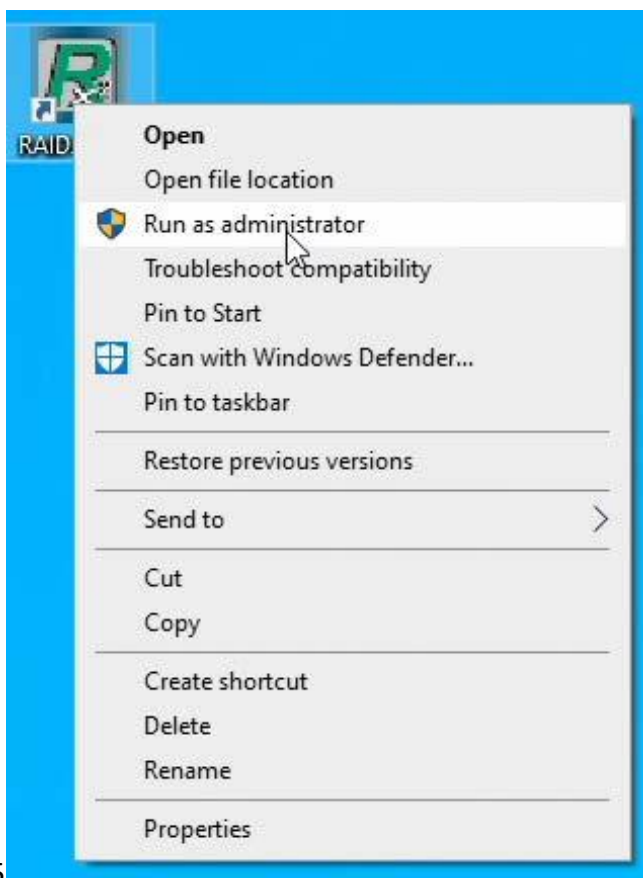 RAID
Open
Open file location
Run as administrator
Troubleshoot compatibility
Pin to Start
Scan with Windows Defender...
Pin to taskbar
Restore previous versions
Send to
Cut
Copy
Create shortcut
Delete
Rename
Properties